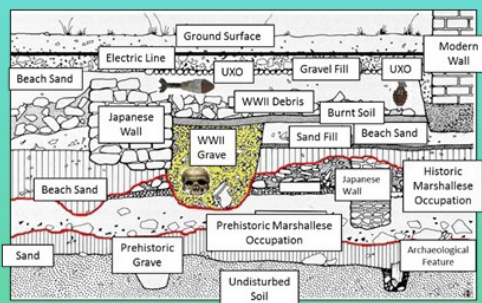 Ground Surface
Modern
Wall
Electric Line
Beach Sand
UXO
Gravel Fill
UXO
WWII Debris
Burnt Soil
Japanese
Wall
WWII
Grave
Sand Fill
Beach Sand
Beach Sand
Japanese
Wall
Historic
Marshallese
Occupation
Prehistoric Marshallese
Occupation
Sand
Prehistoric
Grave
Archaeological
Feature
Undisturbed
Soil